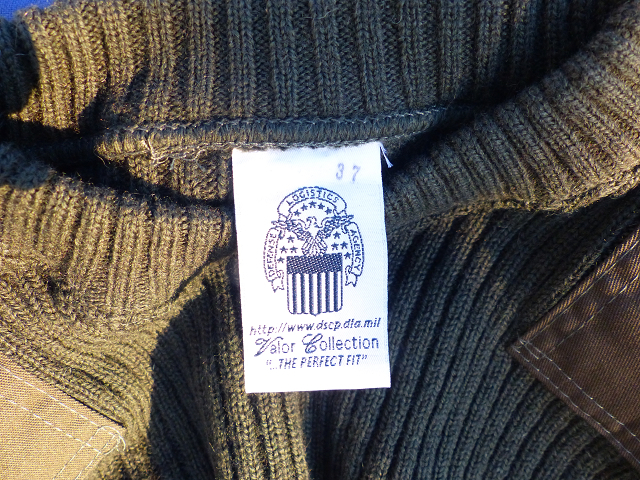 37
DEFENSE LOGISTICS AGENCY
http://www.dscp.dla.mil
Valor Collection
"...THE PERFECT FIT"